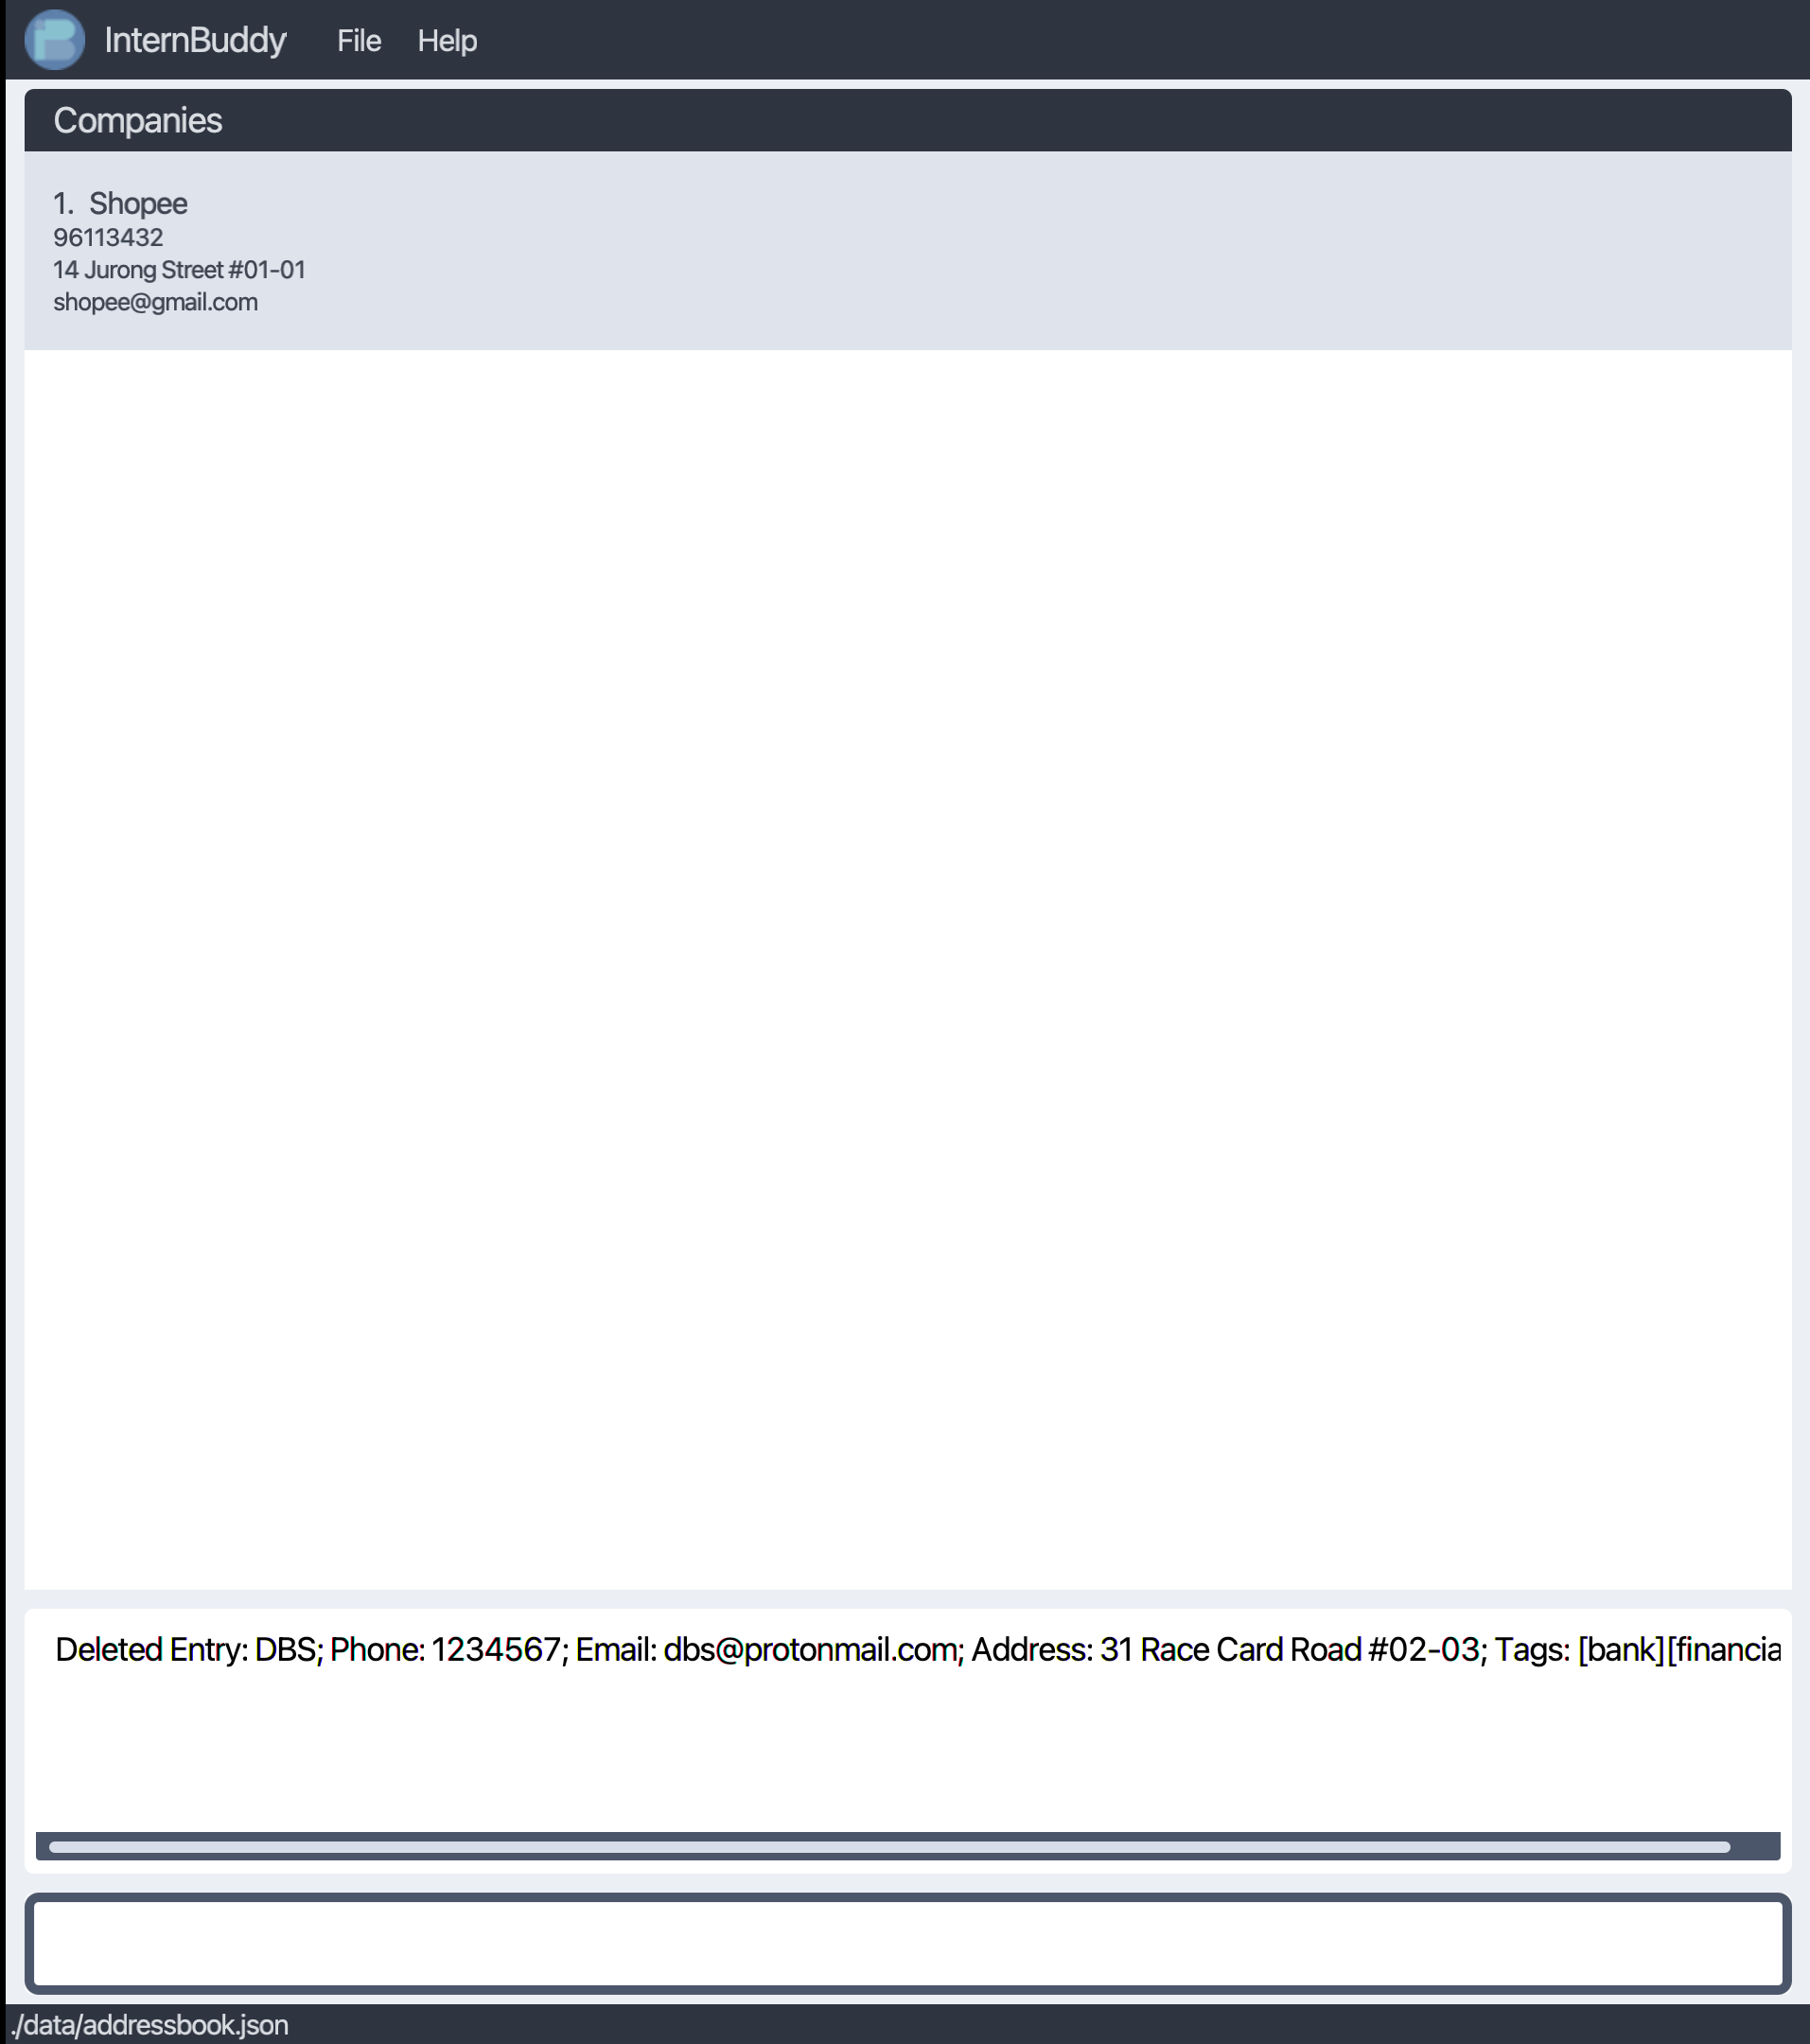 InternBuddy File Help
Companies
1. Shopee
96113432
14 Jurong Street #01-01
shopee@gmail.com
Deleted Entry: DBS; Phone: 1234567; Email: dbs@protonmail.com; Address: 31 Race Card Road #02-03; Tags: [bank][financia
./data/addressbook.json